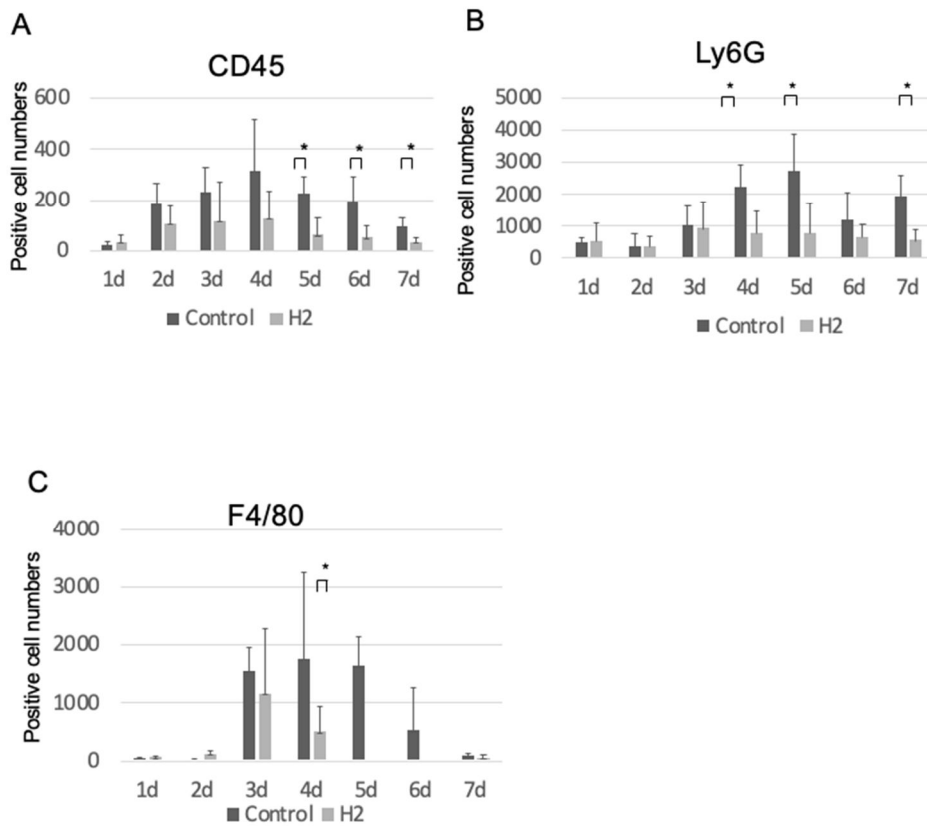 A
CD45
Positive cell numbers
600
400
200
0
* * *
1d 2d 3d 4d 5d 6d 7d
Control H2
B
Ly6G
Positive cell numbers
5000
4000
3000
2000
1000
0
* * *
1d 2d 3d 4d 5d 6d 7d
Control H2
C
F4/80
Positive cell numbers
4000
3000
2000
1000
0
*
1d 2d 3d 4d 5d 6d 7d
Control H2